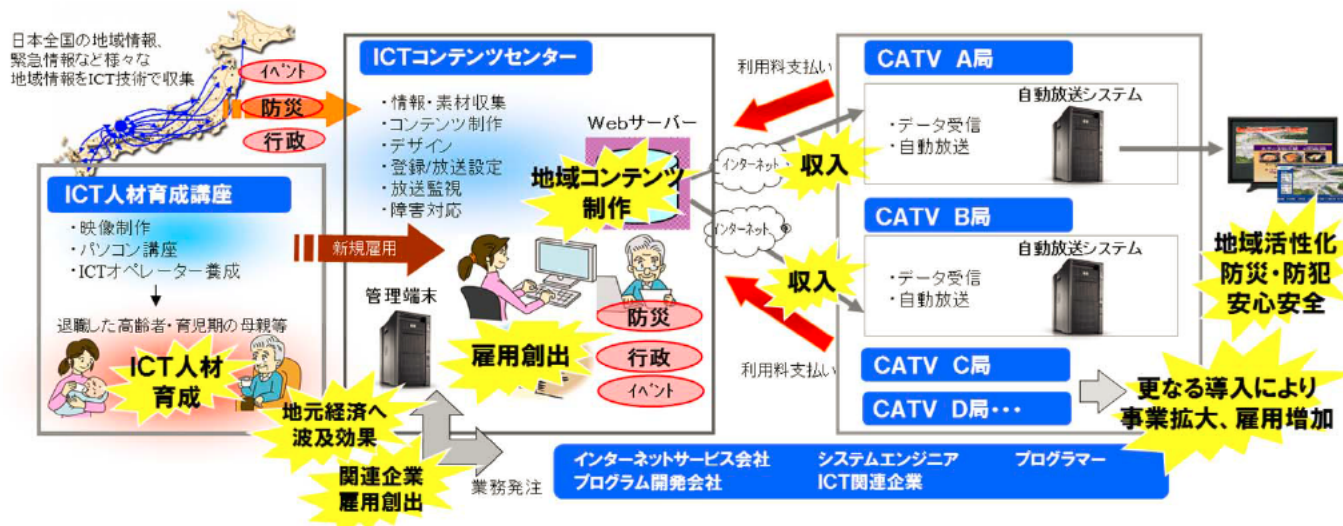 日本全国の地域情報、
緊急情報など様々な
地域情報をICT技術で収集
イベント
防災
行政
ICT人材育成講座
・映像制作
・パソコン講座
・ICTオペレーター養成
退職した高齢者・育児期の母親等
ICT人材
育成
新規雇用
ICTコンテンツセンター
・情報・素材収集
・コンテンツ制作
・デザイン
・登録/放送設定
・放送監視
・障害対応
Webサーバー
地域コンテンツ
制作
管理端末
雇用創出
防災
行政
イベント
地元経済へ
波及効果
関連企業
雇用創出
業務発注
利用料支払い
インターネット
収入
インターネット
収入
利用料支払い
CATV A局
自動放送システム
・データ受信
・自動放送
CATV B局
自動放送システム
・データ受信
・自動放送
CATV C局
CATV D局・・・
地域活性化
防災・防犯
安心安全
更なる導入により
事業拡大、雇用増加
インターネットサービス会社 システムエンジニア プログラマー
プログラム開発会社 ICT関連企業